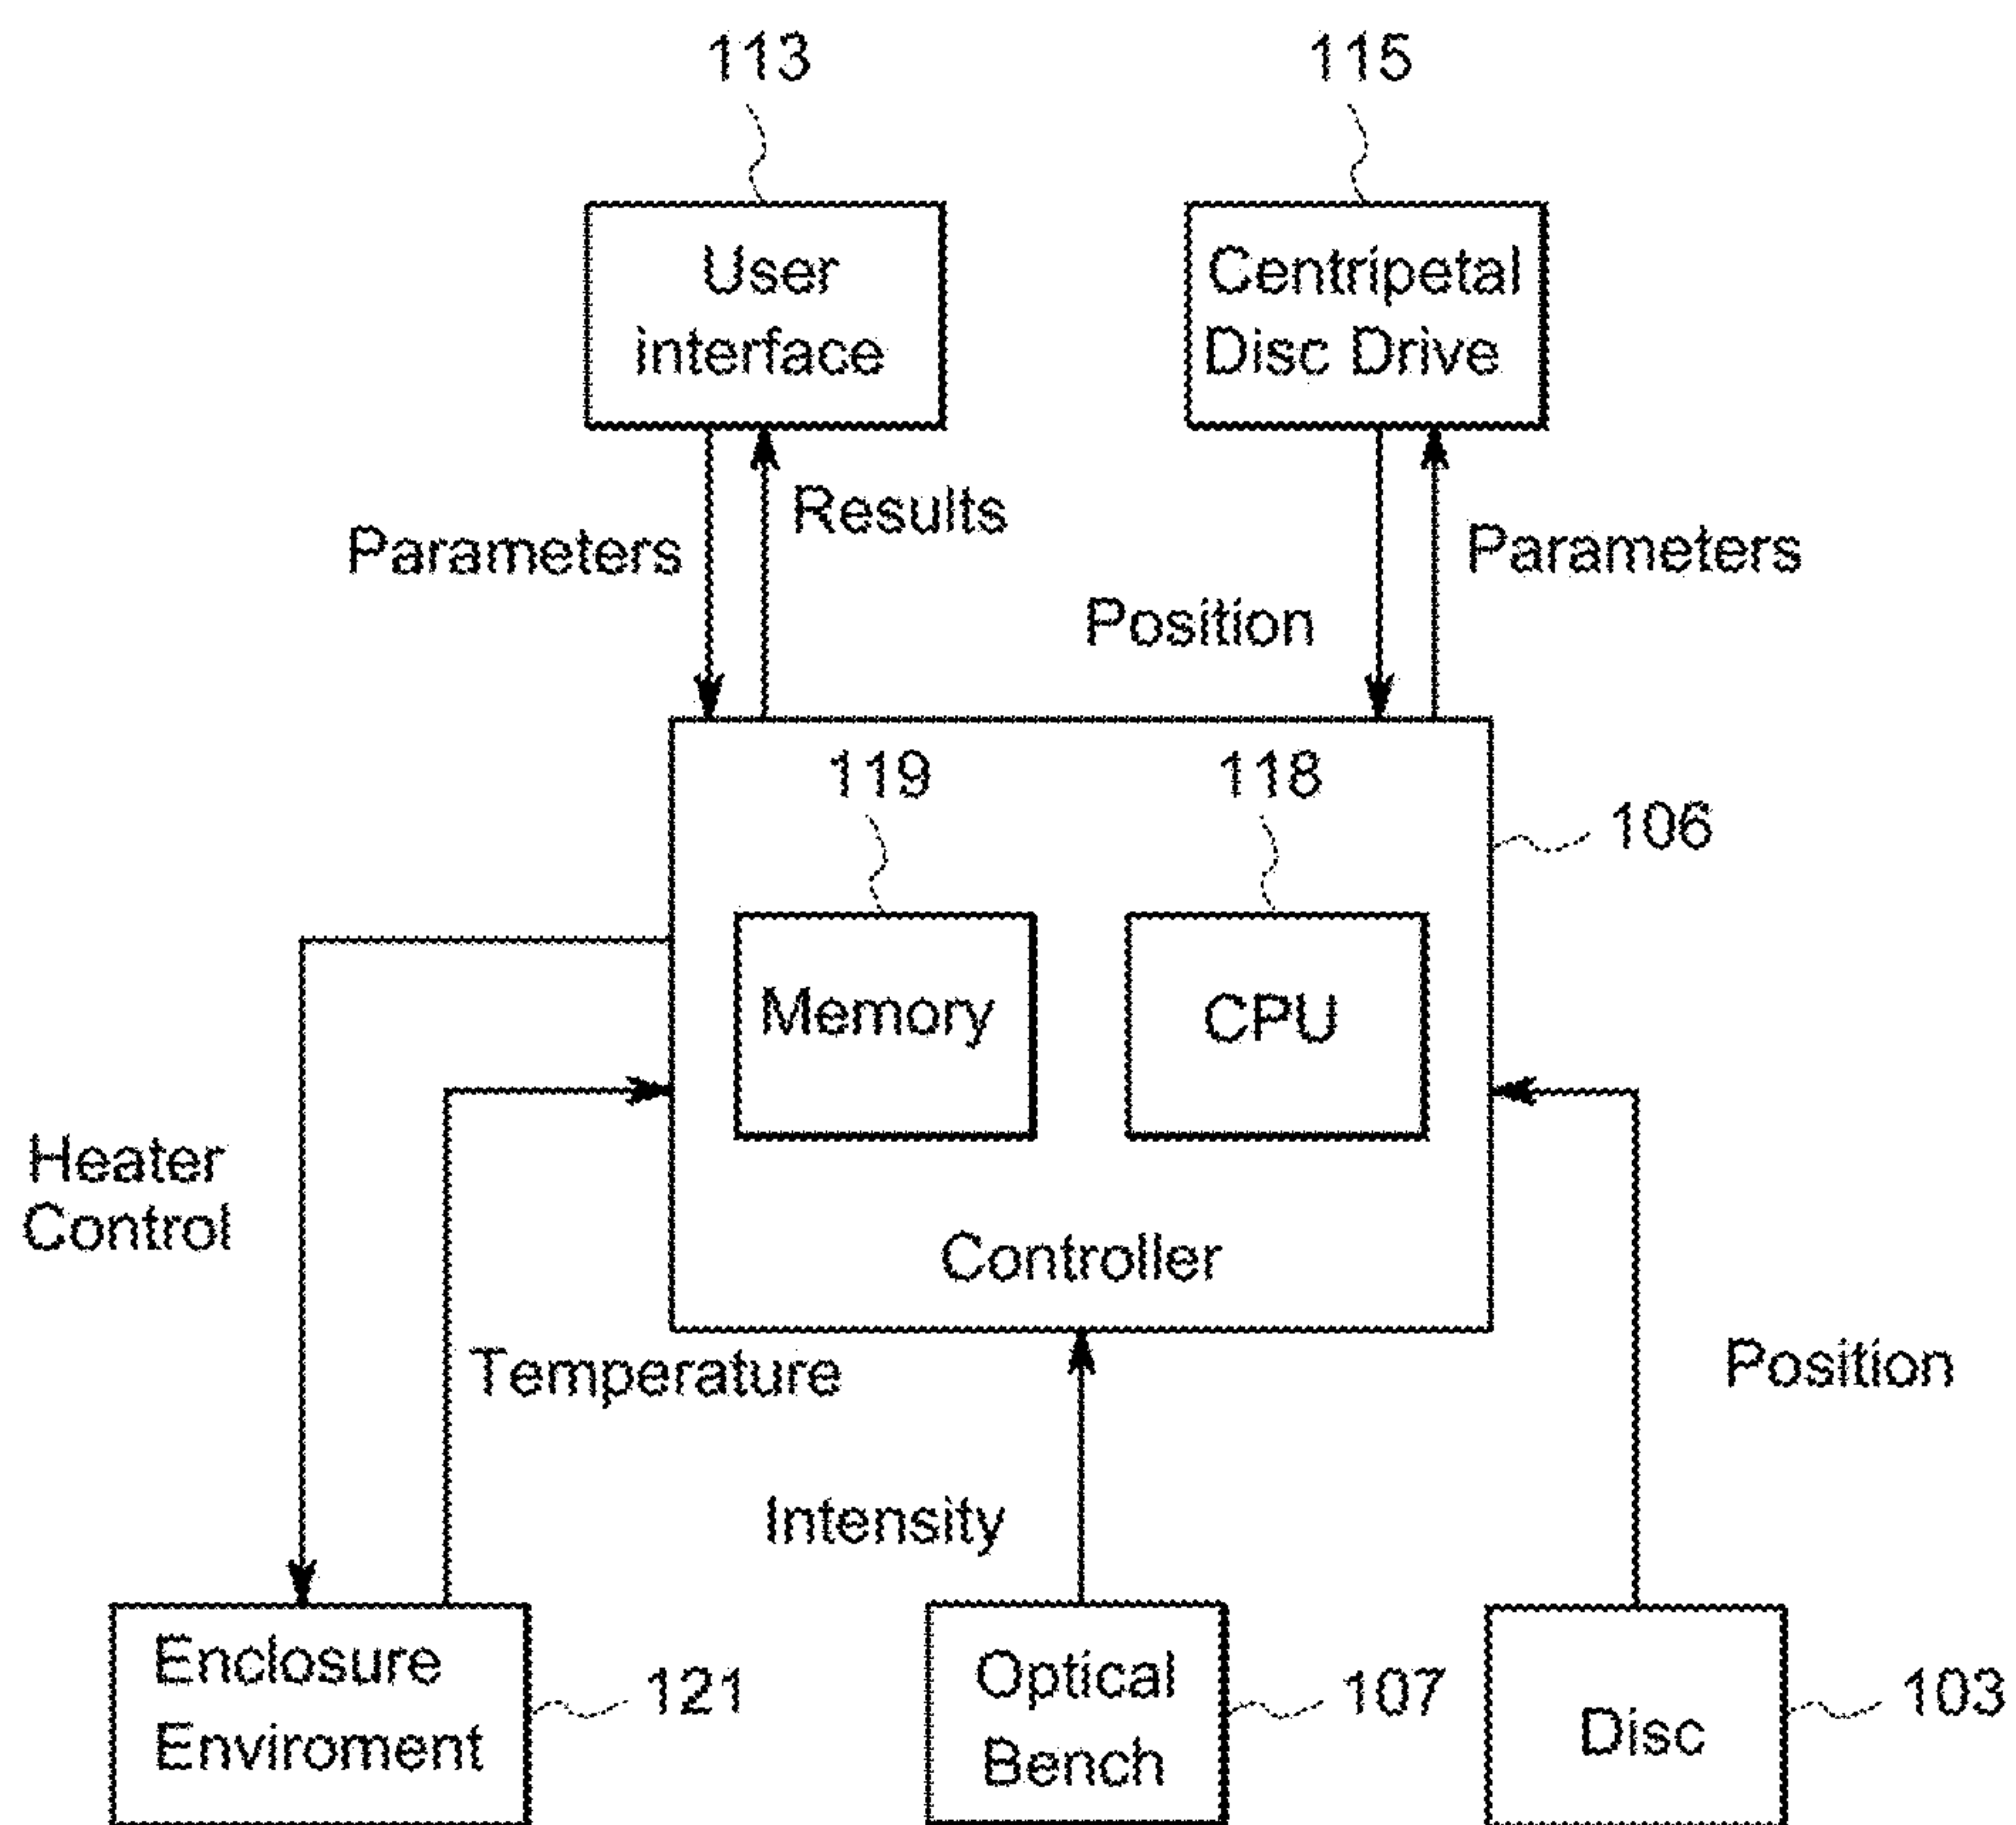 113
115
User
interface
Centripetal
Disc Drive
Results
Parameters
Parameters
Position
119
118
106
Memory
CPU
Heater
Control
Controller
Temperature
Position
Intensity
Enclosure
Enviroment
121
Optical
Bench
107
Disc
103